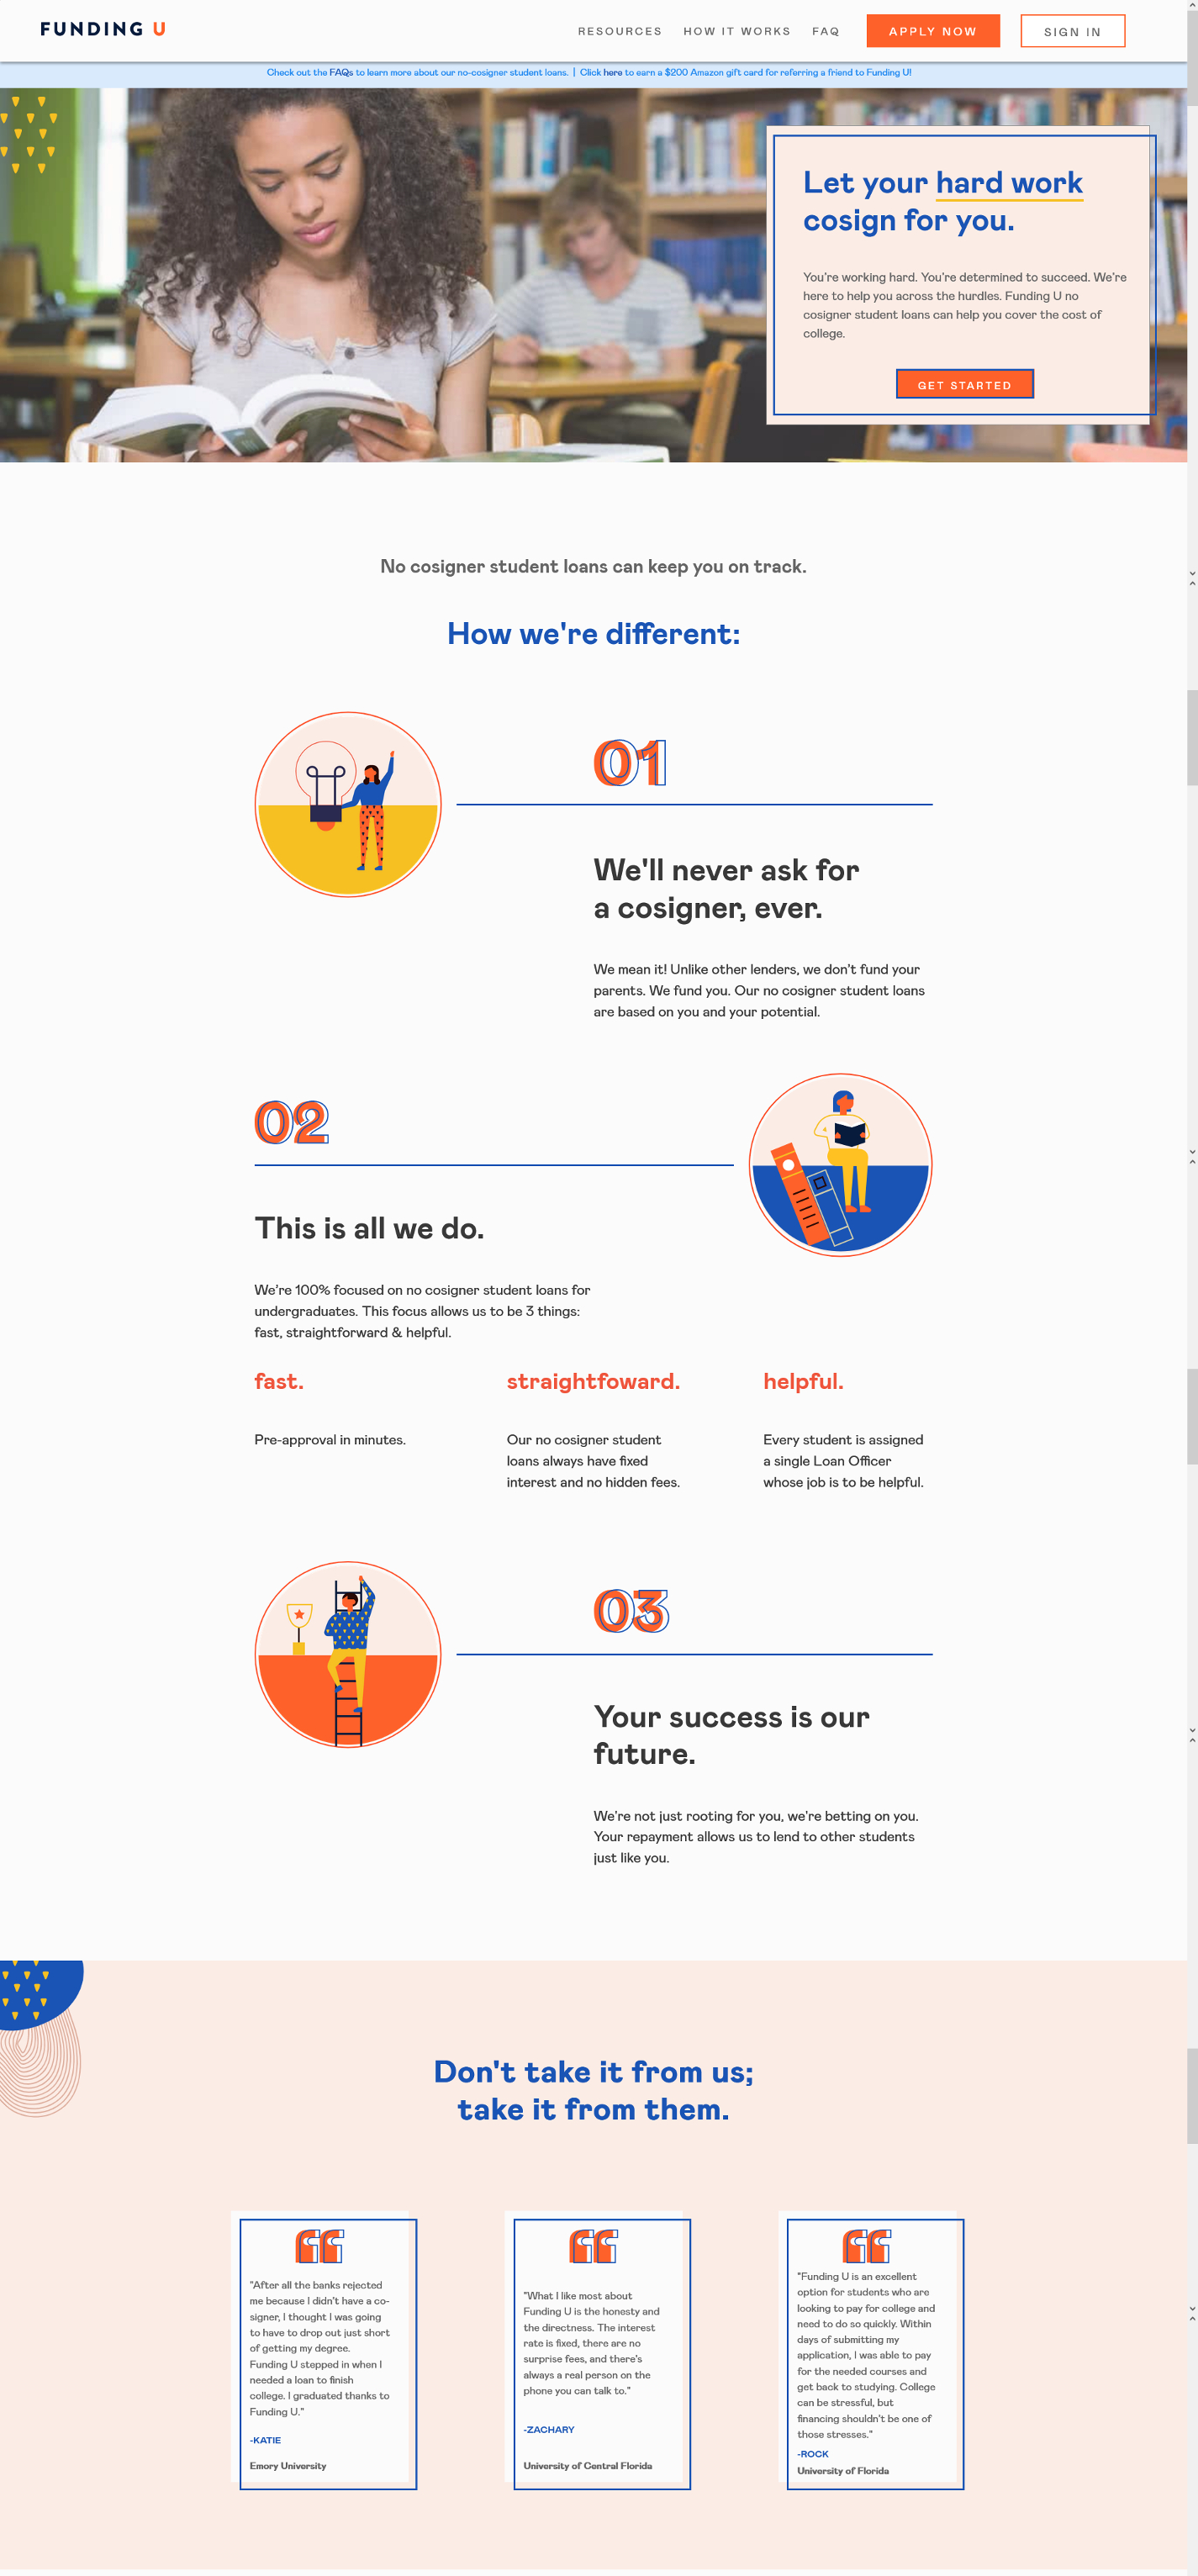 FUNDING U
RESOURCES HOW IT WORKS FAQ APPLY NOW SIGN IN
Check out the FAQs to learn more about our no-cosigner student loans. | Click here to earn a $200 Amazon gift card for referring a friend to Funding U!
Let your hard work
cosign for you.
You're working hard. You're determined to succeed. We're
here to help you across the hurdles. Funding U no
cosigner student loans can help you cover the cost of
college.
GET STARTED
No cosigner student loans can keep you on track.
How we're different:
01
We'll never ask for
a cosigner, ever.
We mean it! Unlike other lenders, we don't fund your
parents. We fund you. Our no cosigner student loans
are based on you and your potential.
02
This is all we do.
We're 100% focused on no cosigner student loans for
undergraduates. This focus allows us to be 3 things:
fast, straightforward & helpful.
fast.
Pre-approval in minutes.
straightfoward.
Our no cosigner student
loans always have fixed
interest and no hidden fees.
helpful.
Every student is assigned
a single Loan Officer
whose job is to be helpful.
03
Your success is our
future.
We're not just rooting for you, we're betting on you.
Your repayment allows us to lend to other students
just like you.
Don't take it from us;
take it from them.
"After all the banks rejected
me because I didn't have a co-
signer, I thought I was going
to have to drop out just short
of getting my degree.
Funding U stepped in when I
needed a loan to finish
college. I graduated thanks to
Funding U."
-KATIE
Emory University
"What I like most about
Funding U is the honesty and
the directness. The interest
rate is fixed, there are no
surprise fees, and there's
always a real person on the
phone you can talk to."
-ZACHARY
University of Central Florida
"Funding U is an excellent
option for students who are
looking to pay for college and
need to do so quickly. Within
days of submitting my
application, I was able to pay
for the needed courses and
get back to studying. College
can be stressful, but
financing shouldn't be one of
those stresses."
-ROCK
University of Florida